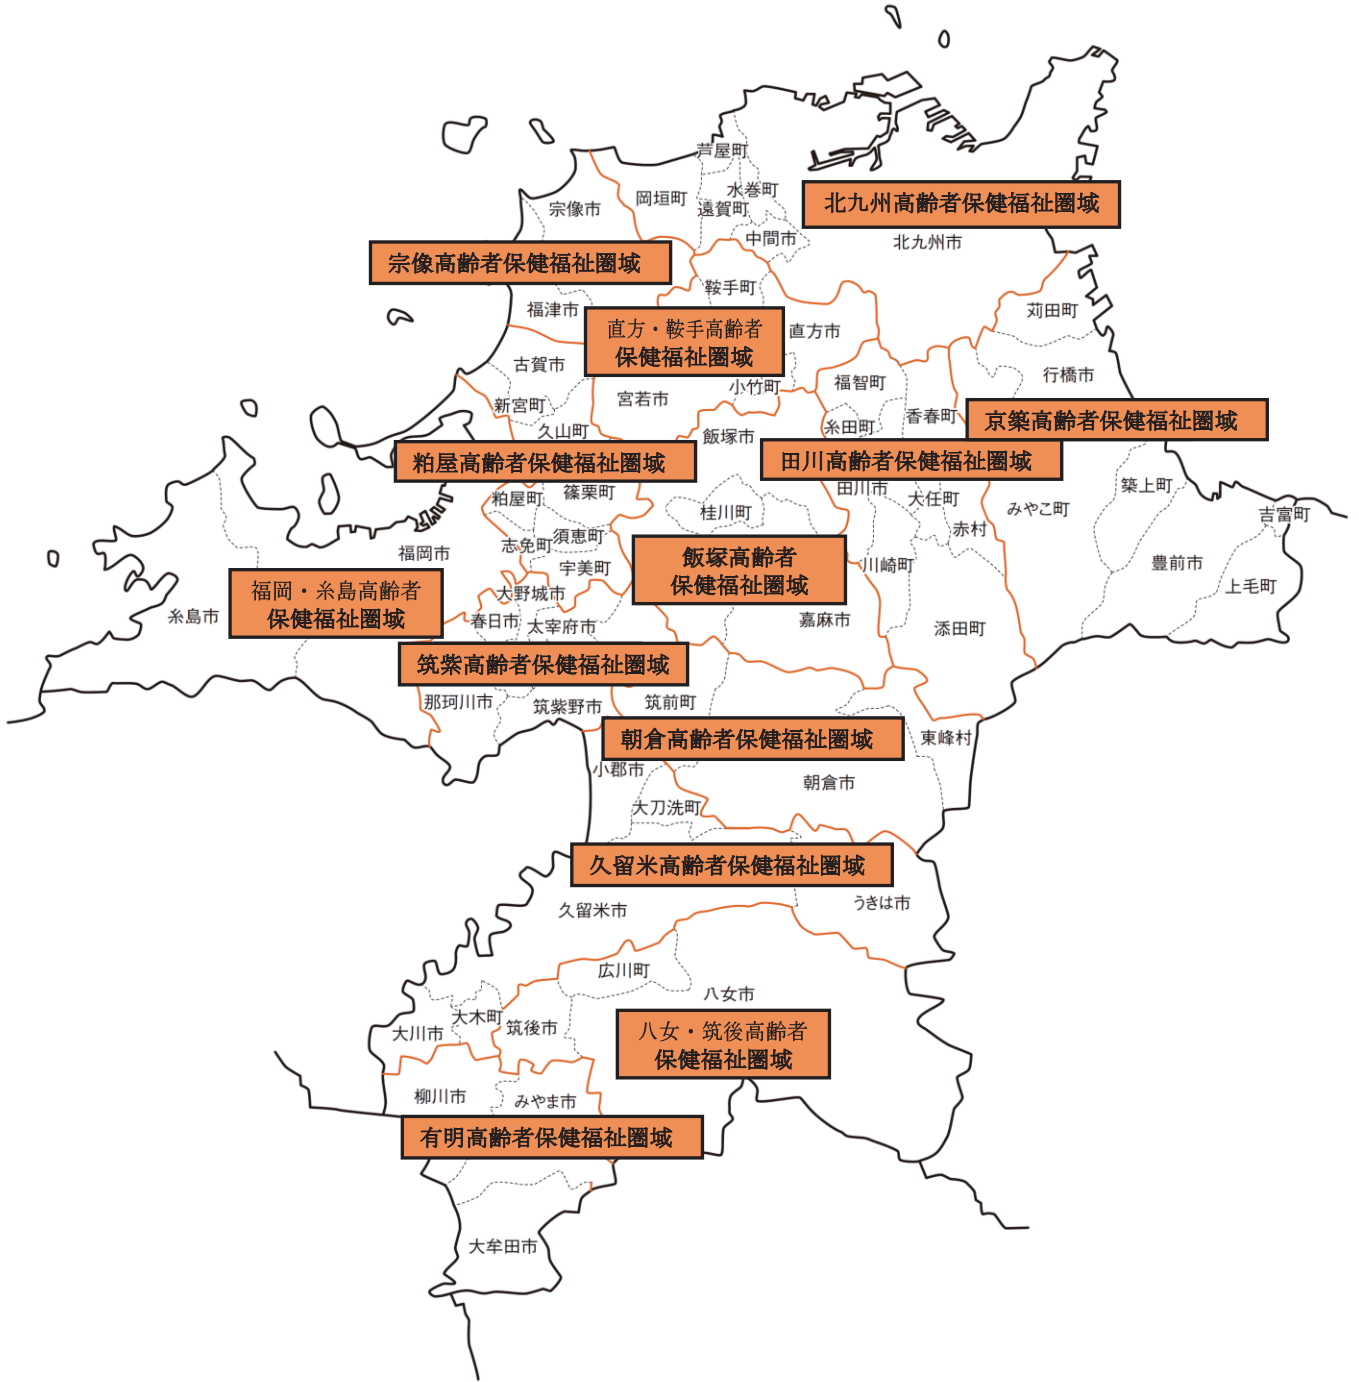 芦屋町
水巻町
岡垣町
遠賀町
宗像市
北九州高齢者保健福祉圏域
中間市
北九州市
宗像高齢者保健福祉圏域
鞍手町
福津市
苅田町
直方・鞍手高齢者
保健福祉圏域
直方市
古賀市
行橋市
福智町
小竹町
宮若市
新宮町
香春町
京築高齢者保健福祉圏域
糸田町
久山町
飯塚市
粕屋高齢者保健福祉圏域
田川高齢者保健福祉圏域
築上町
田川市
篠栗町
粕屋町
大任町
みやこ町
桂川町
吉富町
赤村
須恵町
志免町
福岡市
飯塚高齢者
保健福祉圏域
川崎町
豊前市
宇美町
上毛町
福岡・糸島高齢者
保健福祉圏域
大野城市
糸島市
春日市
太宰府市
嘉麻市
添田町
筑紫高齢者保健福祉圏域
那珂川市
筑紫野市
筑前町
朝倉高齢者保健福祉圏域
東峰村
小郡市
朝倉市
大刀洗町
久留米高齢者保健福祉圏域
うきは市
久留米市
広川町
八女市
大木町
筑後市
大川市
八女・筑後高齢者
保健福祉圏域
柳川市
みやま市
有明高齢者保健福祉圏域
大牟田市